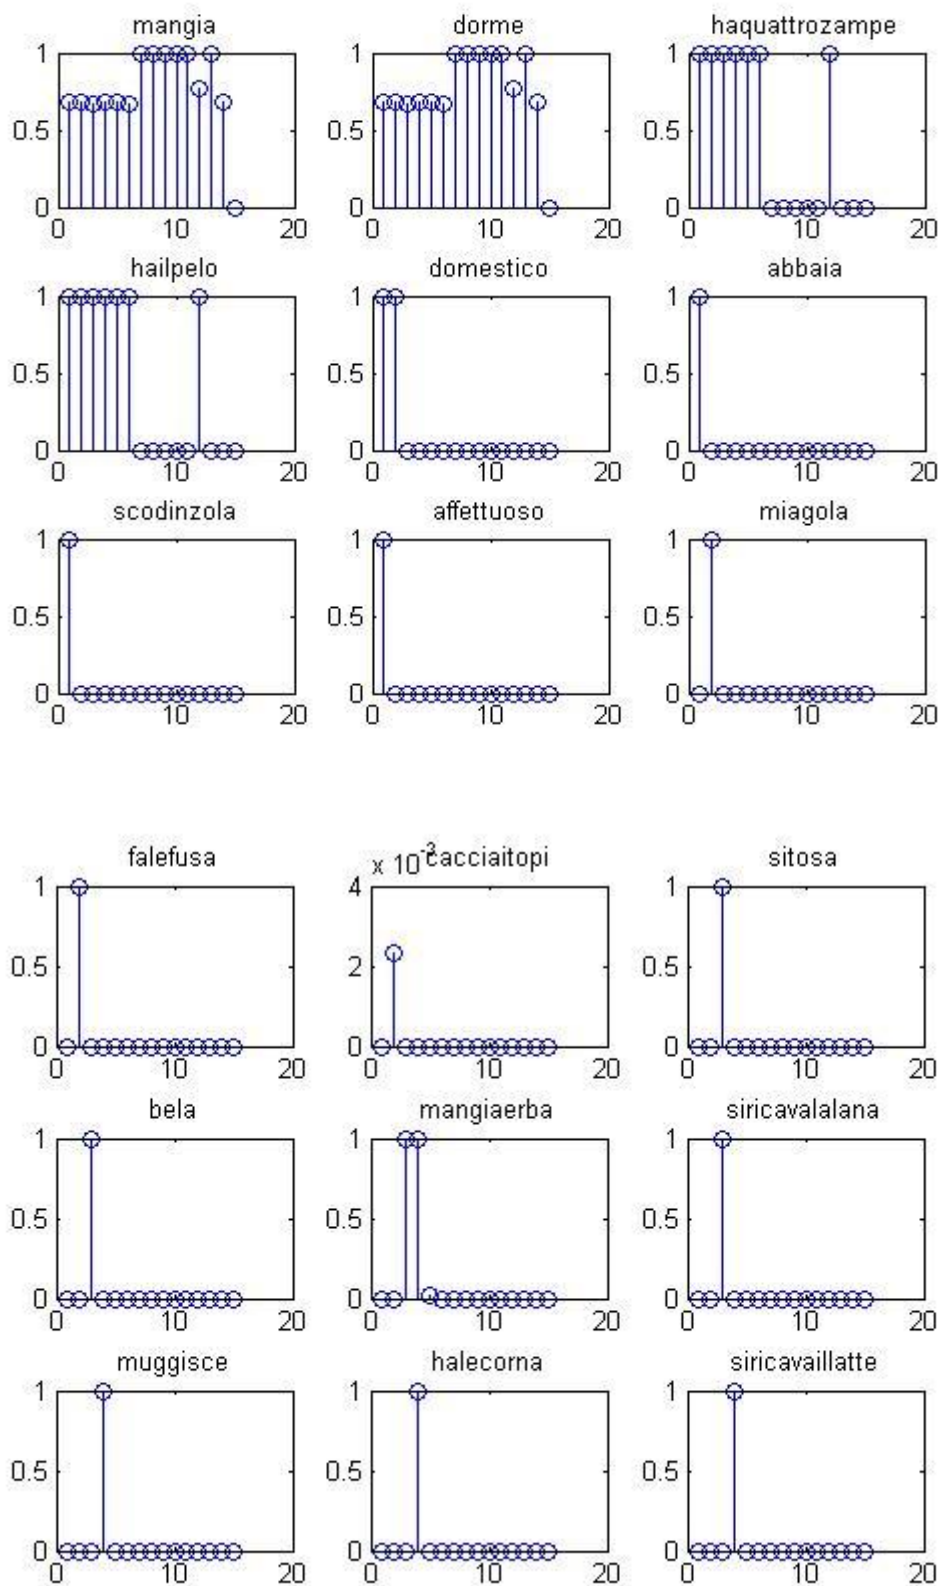 mangia dorme haquattrozampe
1 1 1
0.5 0.5 0.5
0 0 0
0 10 20 0 10 20 0 10 20
hailpelo domestico abbaia
1 1 1
0.5 0.5 0.5
0 0 0
0 10 20 0 10 20 0 10 20
scodinzola affettuoso miagola
1 1 1
0.5 0.5 0.5
0 0 0
0 10 20 0 10 20 0 10 20
falefusa x 10⁻³ cacciaitopi sitosa
1 4 1
0.5 2 0.5
0 0 0
0 10 20 0 10 20 0 10 20
bela mangiaerba siricavalalana
1 1 1
0.5 0.5 0.5
0 0 0
0 10 20 0 10 20 0 10 20
muggisce halecorna siricavaillatte
1 1 1
0.5 0.5 0.5
0 0 0
0 10 20 0 10 20 0 10 20